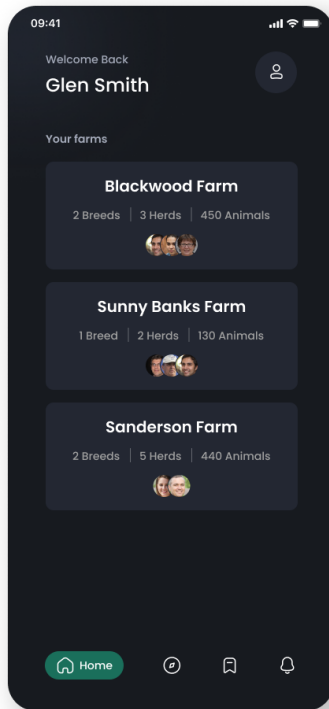 09:41
Welcome Back
Glen Smith
Your farms
Blackwood Farm
2 Breeds | 3 Herds | 450 Animals
Sunny Banks Farm
1 Breed | 2 Herds | 130 Animals
Sanderson Farm
2 Breeds | 5 Herds | 440 Animals
Home